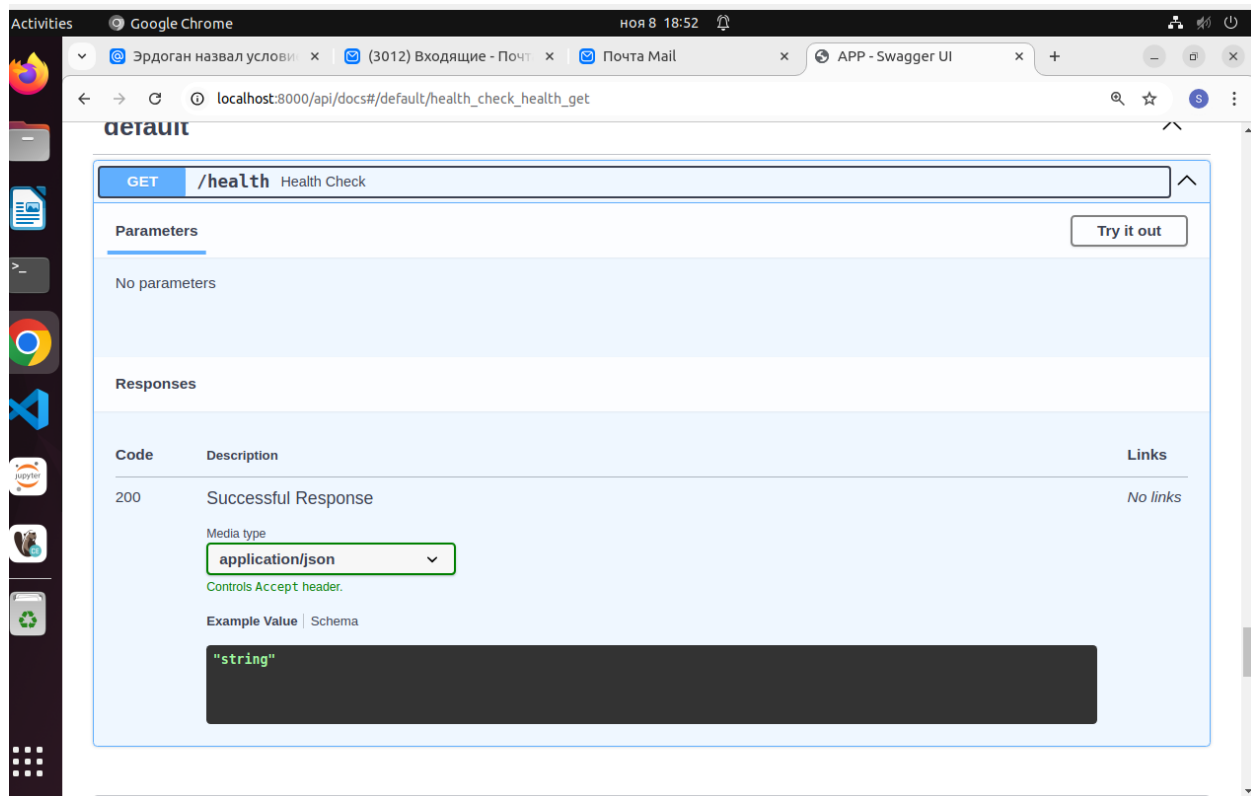 Activities Google Chrome ноя 8 18:52
Эрдоган назвал услови (3012) Входящие - Почт Почта Mail APP - Swagger UI
localhost:8000/api/docs#/default/health_check_health_get S
default
GET /health Health Check
Parameters Try it out
No parameters
Responses
Code Description Links
200 Successful Response No links
Media type
application/json
Controls Accept header.
Example Value Schema
"string"
jupyter